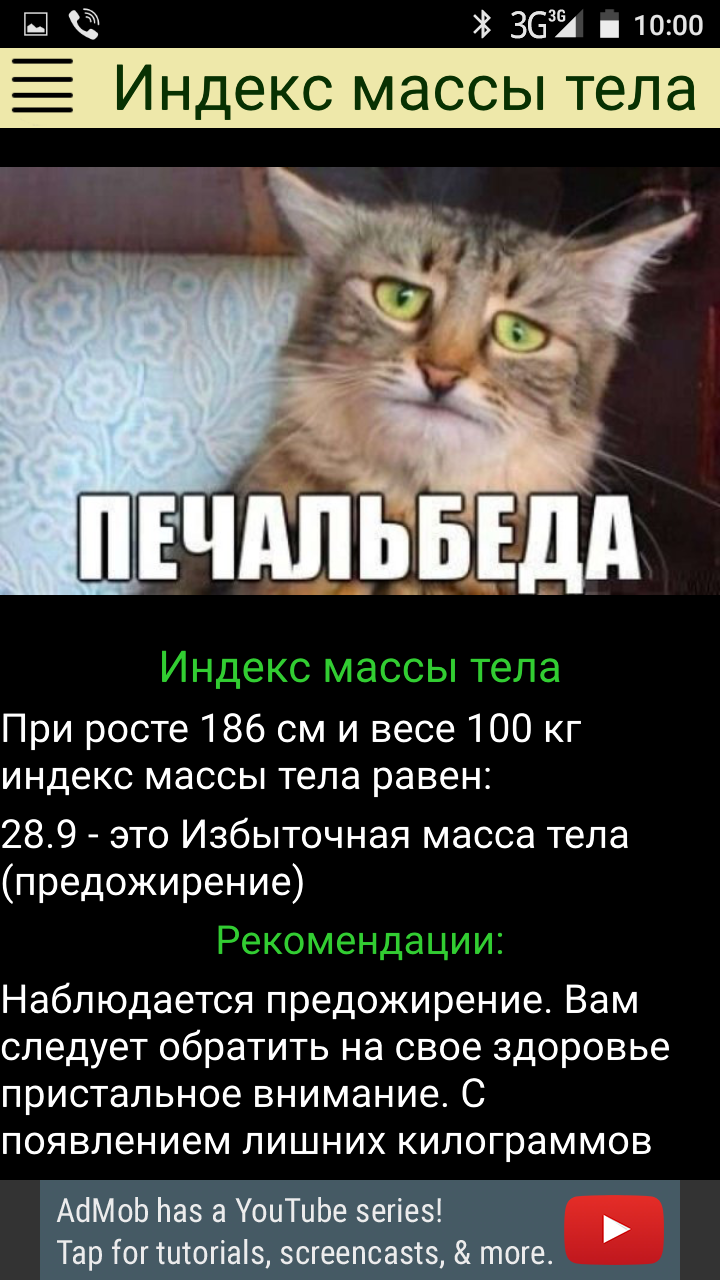 3G 3G 10:00
Индекс массы тела
ПЕЧАЛЬБЕДА
Индекс массы тела
При росте 186 см и весе 100 кг
индекс массы тела равен:
28.9 - это Избыточная масса тела
(предожирение)
Рекомендации:
Наблюдается предожирение. Вам
следует обратить на свое здоровье
пристальное внимание. С
появлением лишних килограммов
AdMob has a YouTube series!
Tap for tutorials, screencasts, & more.